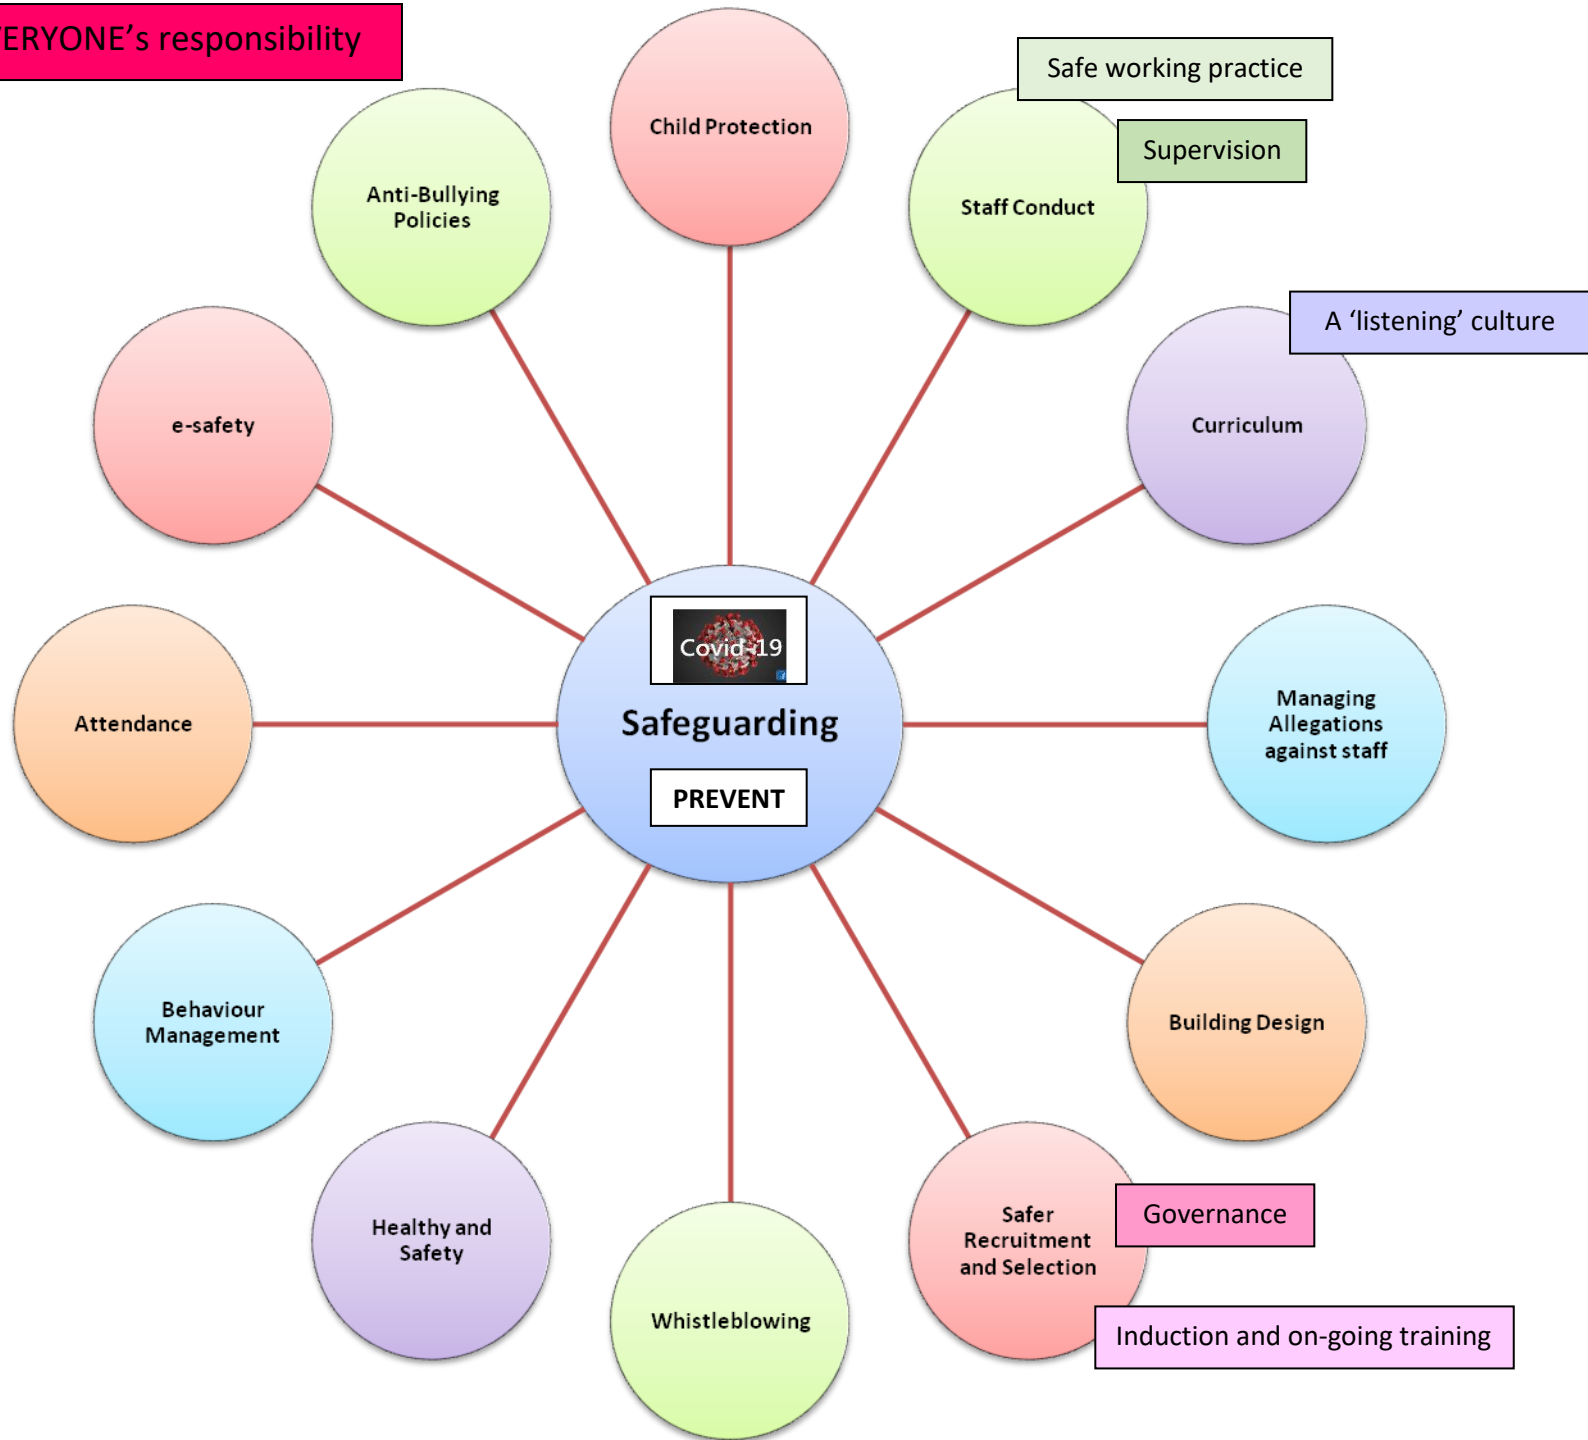 ERYONE's responsibility
Child Protection
Safe working practice
Supervision
Staff Conduct
Anti-Bullying
Policies
A ‘listening’ culture
Curriculum
e-safety
Covid-19
Safeguarding
PREVENT
Attendance
Managing
Allegations
against staff
Behaviour
Management
Building Design
Healthy and
Safety
Safer
Recruitment
and Selection
Governance
Whistleblowing
Induction and on-going training